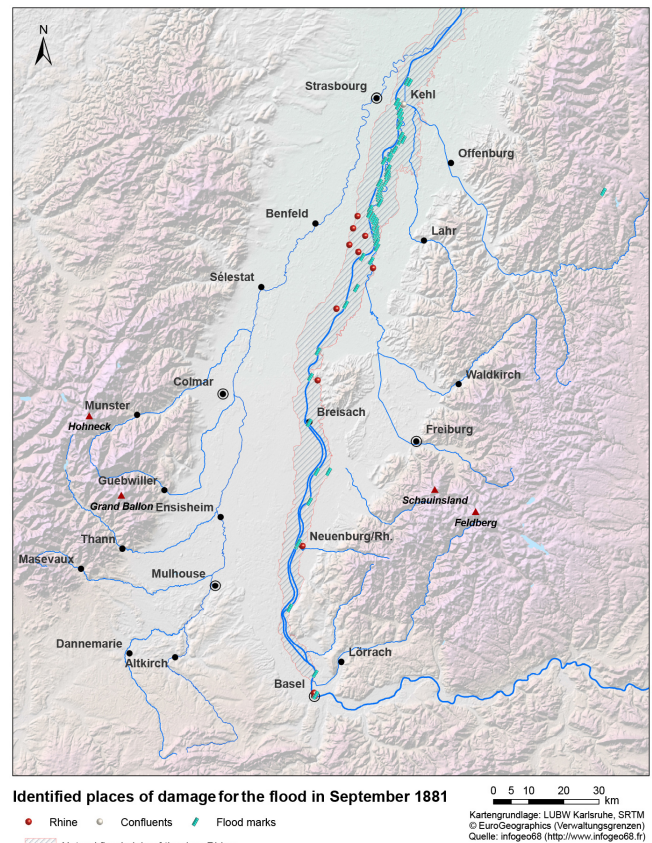 N
Strasbourg
Kehl
Offenburg
Benfeld
Lahr
Sélestat
Colmar
Waldkirch
Munster
Hohneck
Breisach
Freiburg
Guebwiller
Grand Ballon
Ensisheim
Schauinsland
Feldberg
Thann
Neuenburg/Rh.
Masevaux
Mulhouse
Dannemarie
Altkirch
Lörrach
Basel
Identified places of damage for the flood in September 1881
0 5 10 20 30 km
Rhine Confluents Flood marks
Kartengrundlage: LUBW Karlsruhe, SRTM
© EuroGeographics (Verwaltungsgrenzen)
Quelle: infogeo68 (http://www.infogeo68.fr)